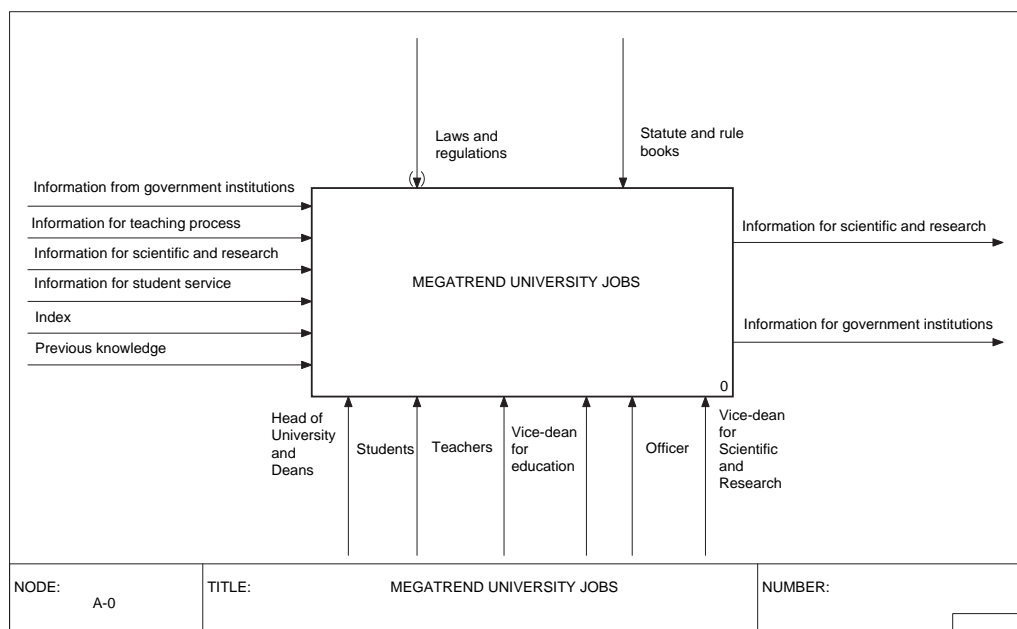 Laws and
regulations
Statute and rule
books
Information from government institutions
Information for teaching process
Information for scientific and research
Information for student service
Index
Previous knowledge
MEGATREND UNIVERSITY JOBS
0
Information for scientific and research
Information for government institutions
Head of
University
and
Deans
Students
Teachers
Vice-dean
for
education
Officer
Vice-dean
for
Scientific
and
Research
NODE:
A-0
TITLE:
MEGATREND UNIVERSITY JOBS
NUMBER: